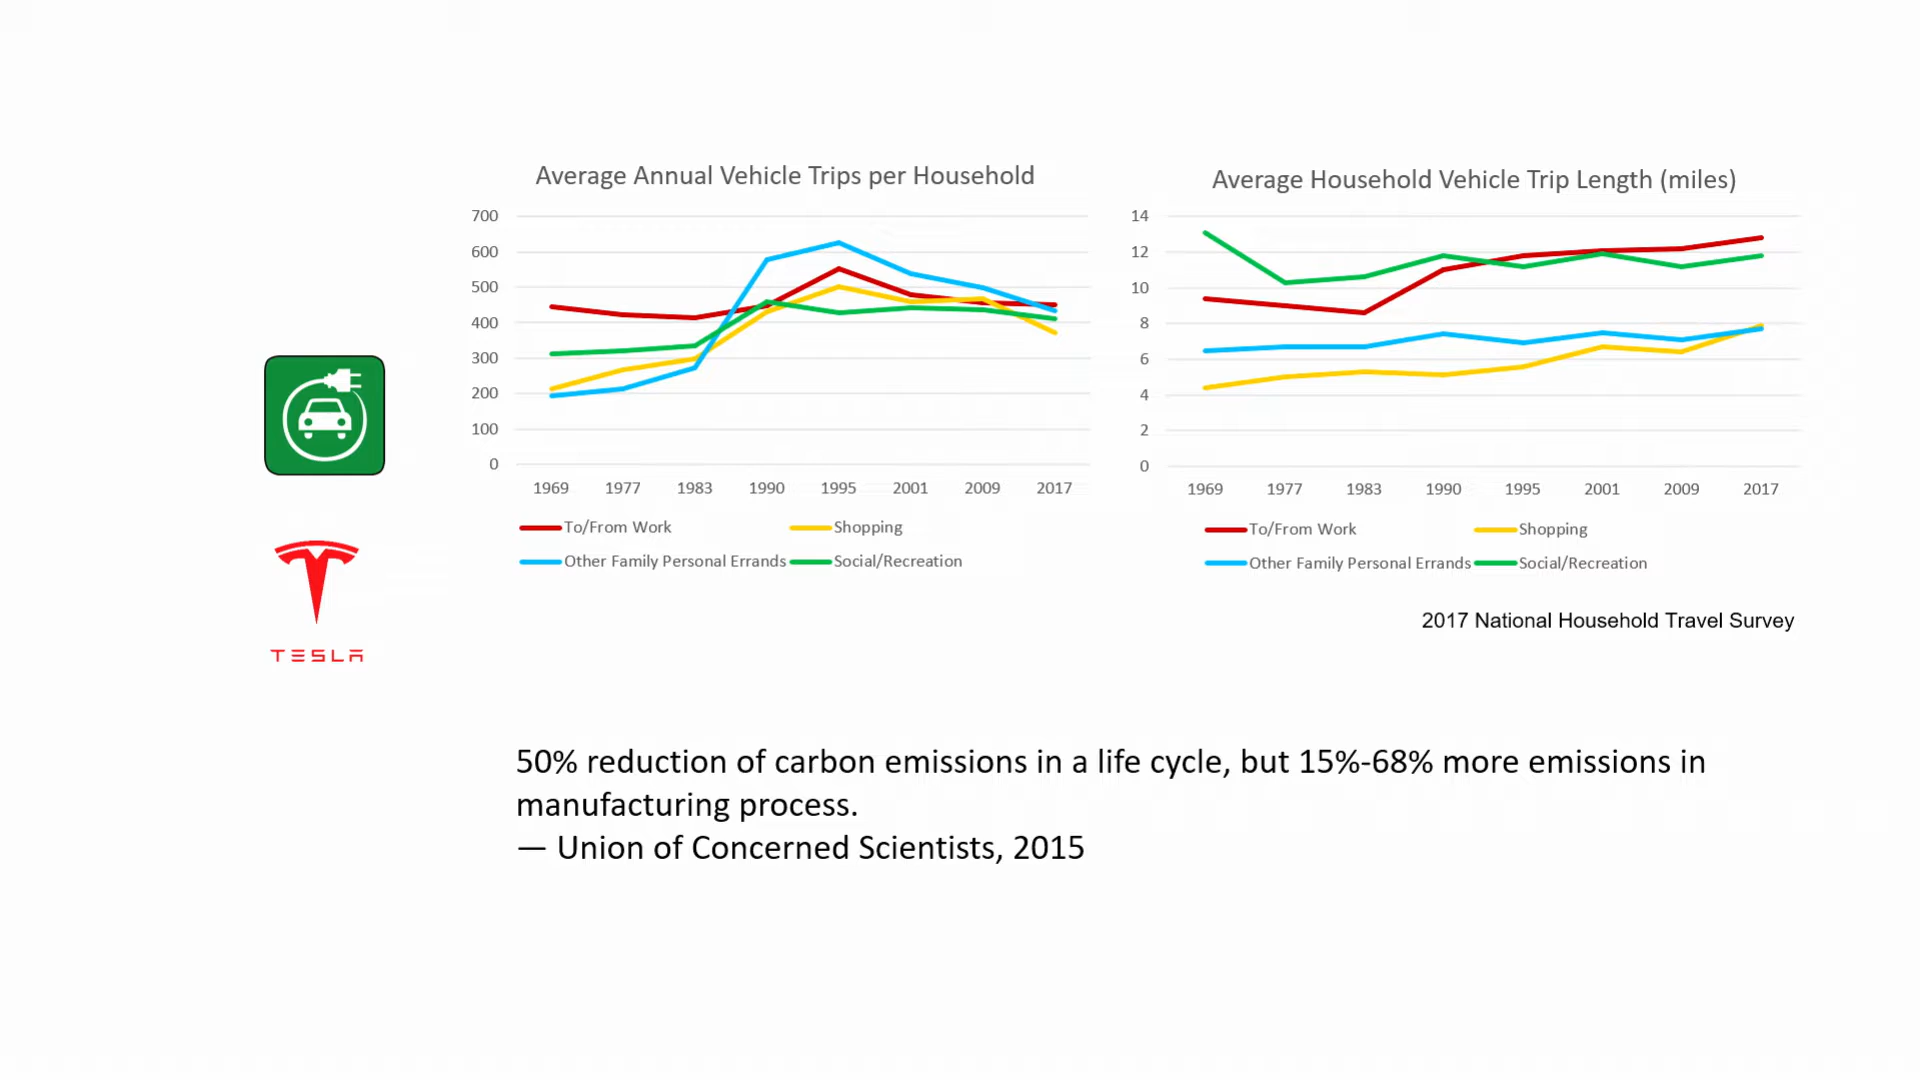 Average Annual Vehicle Trips per Household
700
600
500
400
300
200
100
0
1969 1977 1983 1990 1995 2001 2009 2017
To/From Work Shopping
Other Family Personal Errands Social/Recreation
Average Household Vehicle Trip Length (miles)
14
12
10
8
6
4
2
0
1969 1977 1983 1990 1995 2001 2009 2017
To/From Work Shopping
Other Family Personal Errands Social/Recreation
2017 National Household Travel Survey
TESLA
50% reduction of carbon emissions in a life cycle, but 15%-68% more emissions in
manufacturing process.
— Union of Concerned Scientists, 2015